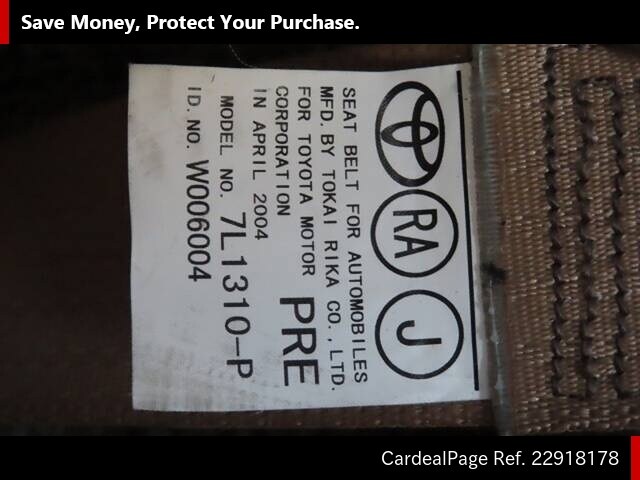 Save Money, Protect Your Purchase.
RA
J
SEAT BELT FOR AUTOMOBILES
MFD. BY TOKAI RIKA CO., LTD.
FOR TOYOTA MOTOR
CORPORATION
PRE
IN APRIL 2004
MODEL NO. 7L1310-P
ID. NO. W006004
CardealPage Ref. 22918178